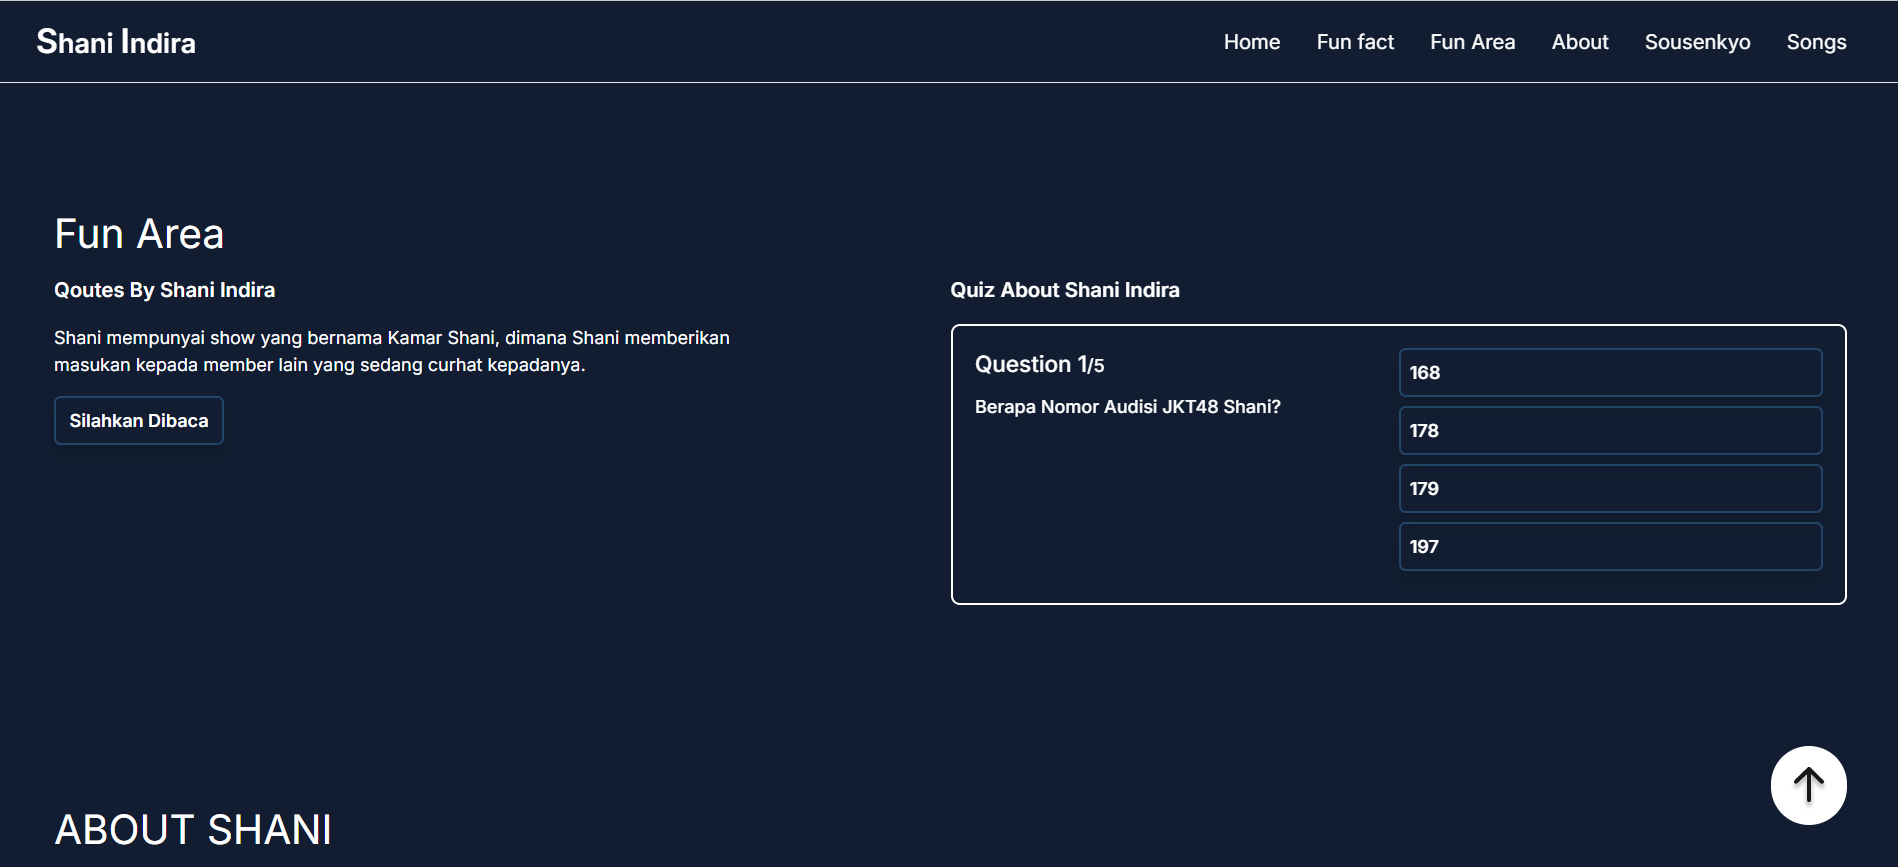 Shani Indira
Home
Fun fact
Fun Area
About
Sousenkyo
Songs
Fun Area
Qoutes By Shani Indira
Shani mempunyai show yang bernama Kamar Shani, dimana Shani memberikan
masukan kepada member lain yang sedang curhat kepadanya.
Silahkan Dibaca
Quiz About Shani Indira
Question 1/5
Berapa Nomor Audisi JKT48 Shani?
168
178
179
197
ABOUT SHANI